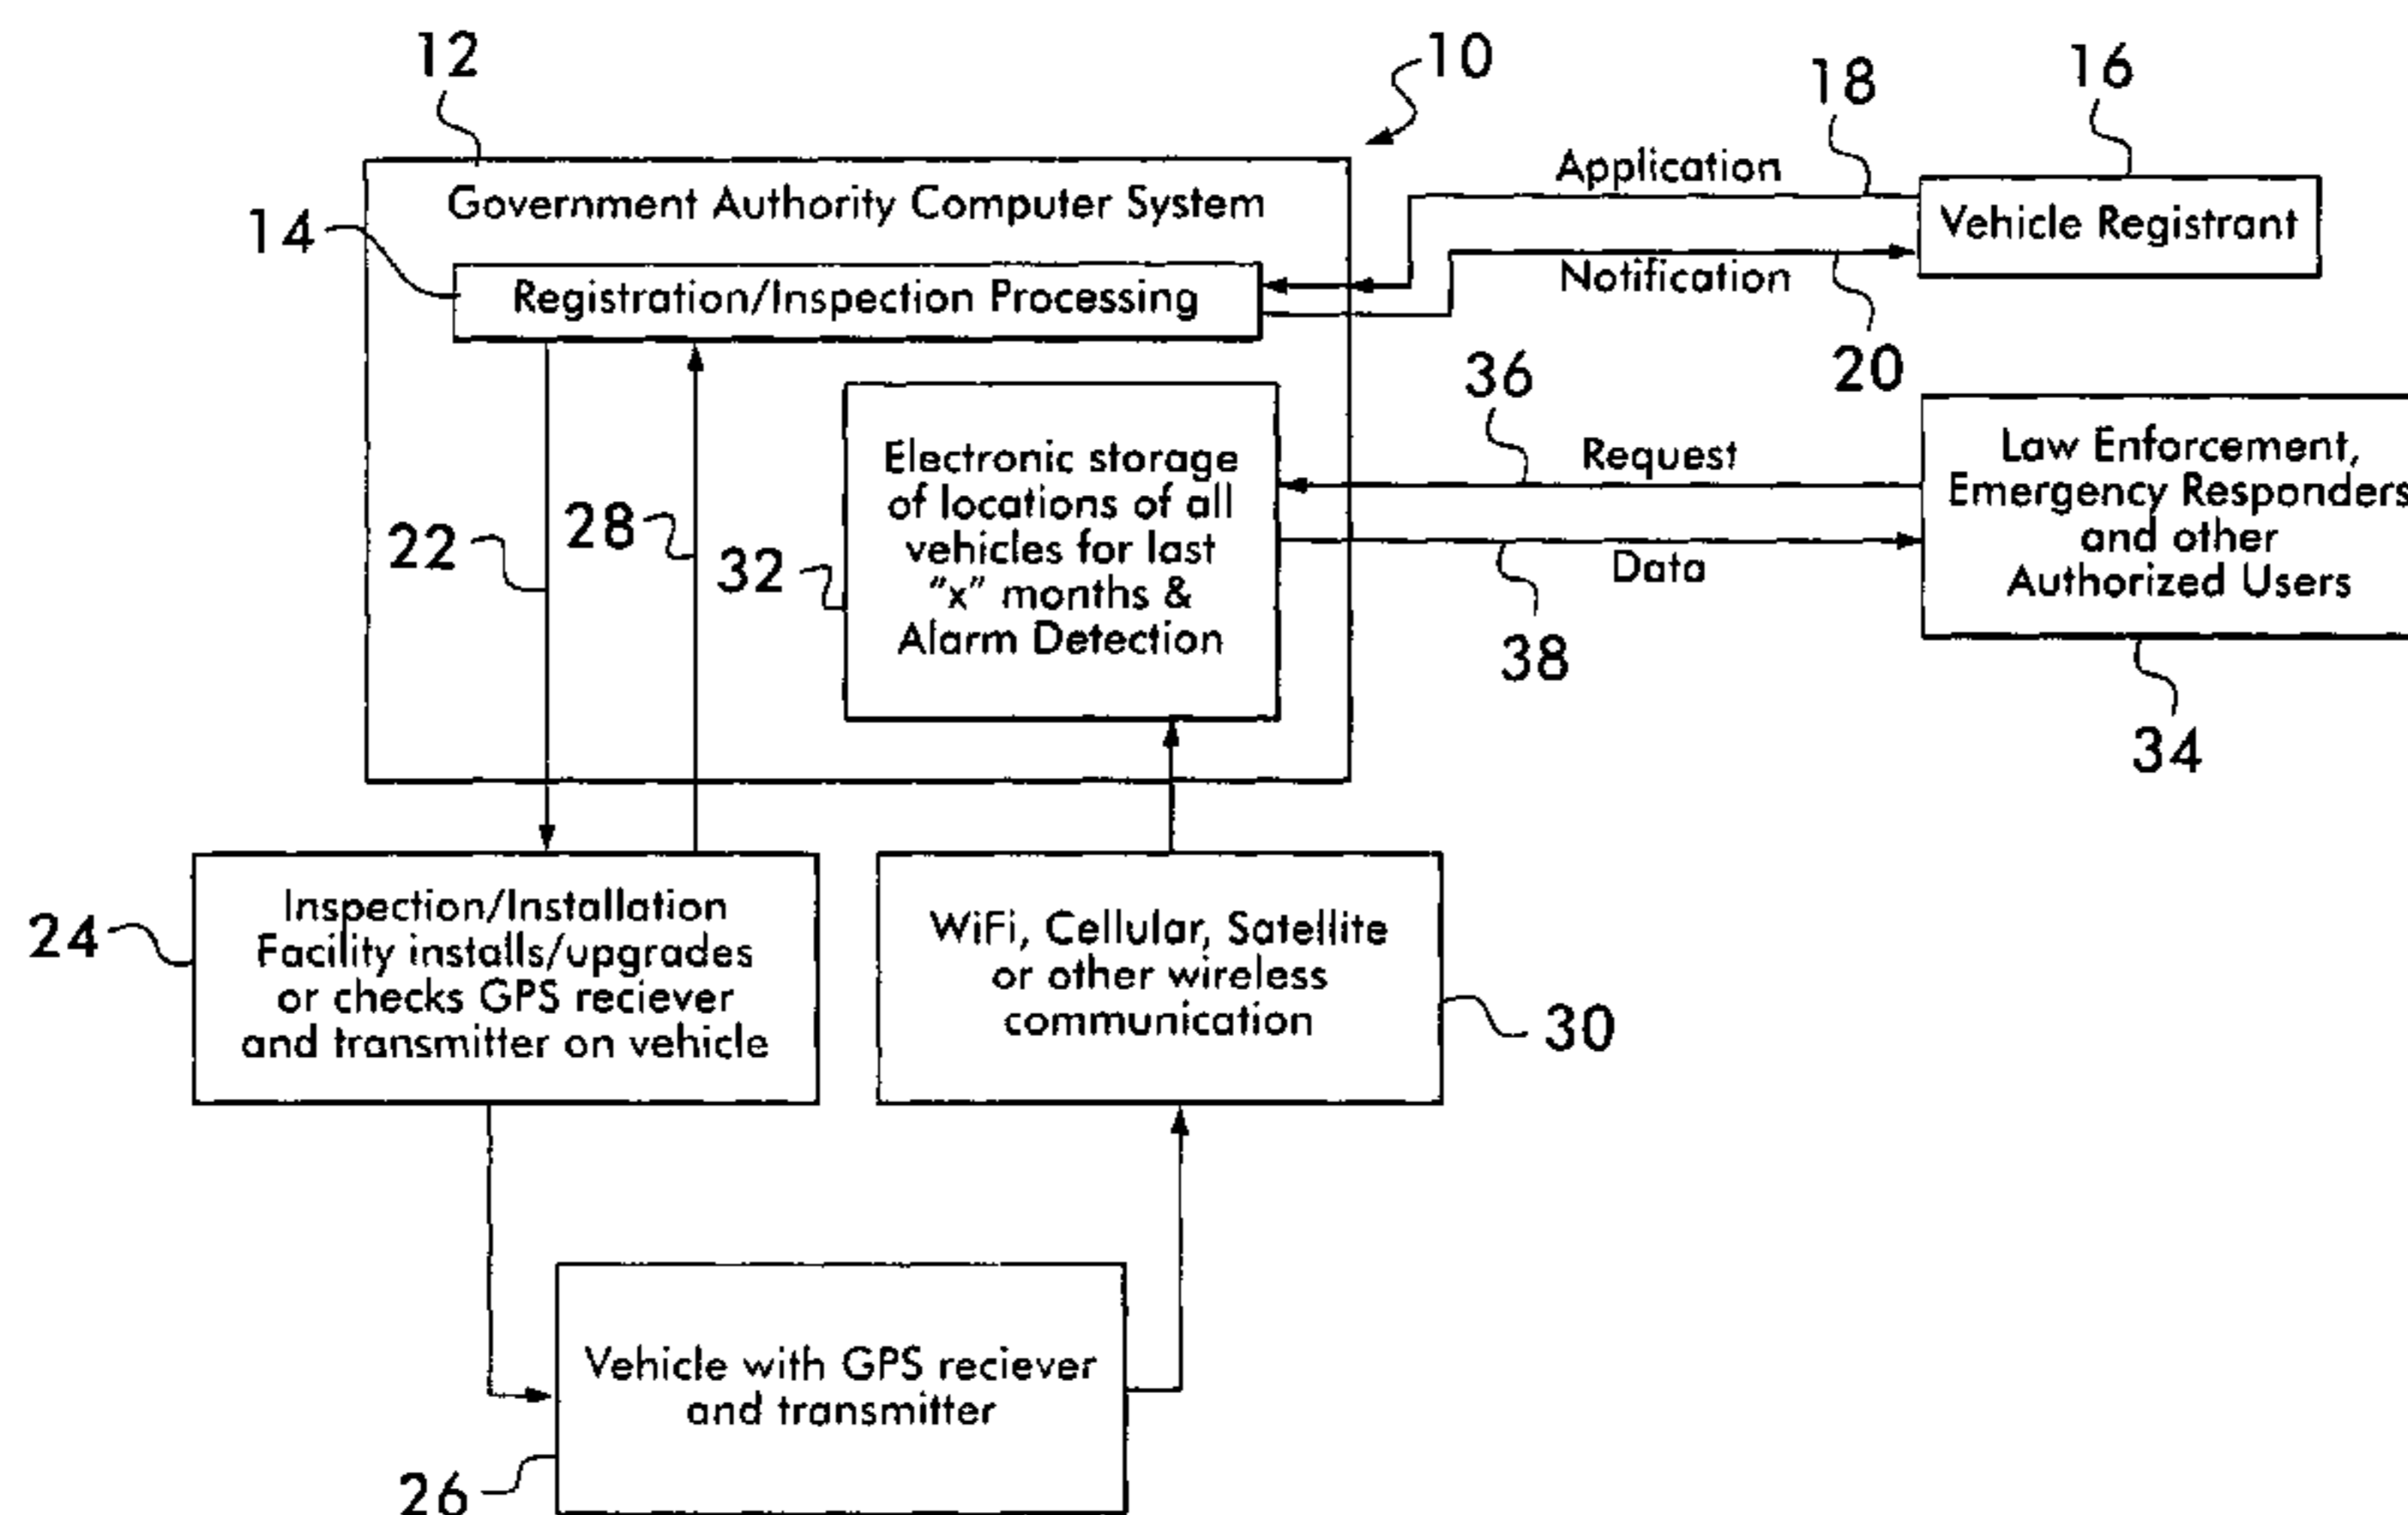 12
10
18
16
Application
Government Authority Computer System
Vehicle Registrant
14
Registration/Inspection Processing
Notification
20
36
Electronic storage
of locations of all
vehicles for last
"x" months &
Alarm Detection
Request
Law Enforcement,
Emergency Responders
and other
Authorized Users
22
28
32
Data
38
34
24
Inspection/Installation
Facility installs/upgrades
or checks GPS reciever
and transmitter on vehicle
WiFi, Cellular, Satellite
or other wireless
communication
30
Vehicle with GPS reciever
and transmitter
26